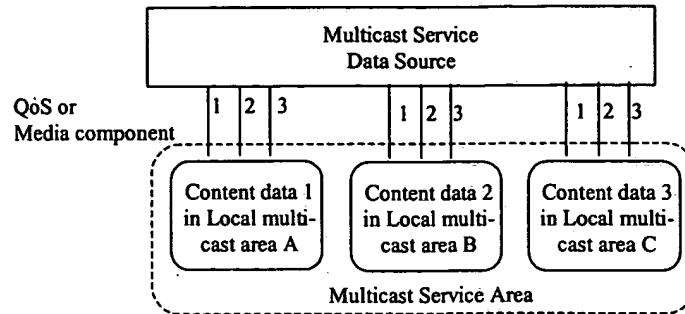 Multicast Service
Data Source
QoS or
Media component
1 2 3
1 2 3
1 2 3
Content data 1
in Local multi-
cast area A
Content data 2
in Local multi-
cast area B
Content data 3
in Local multi-
cast area C
Multicast Service Area